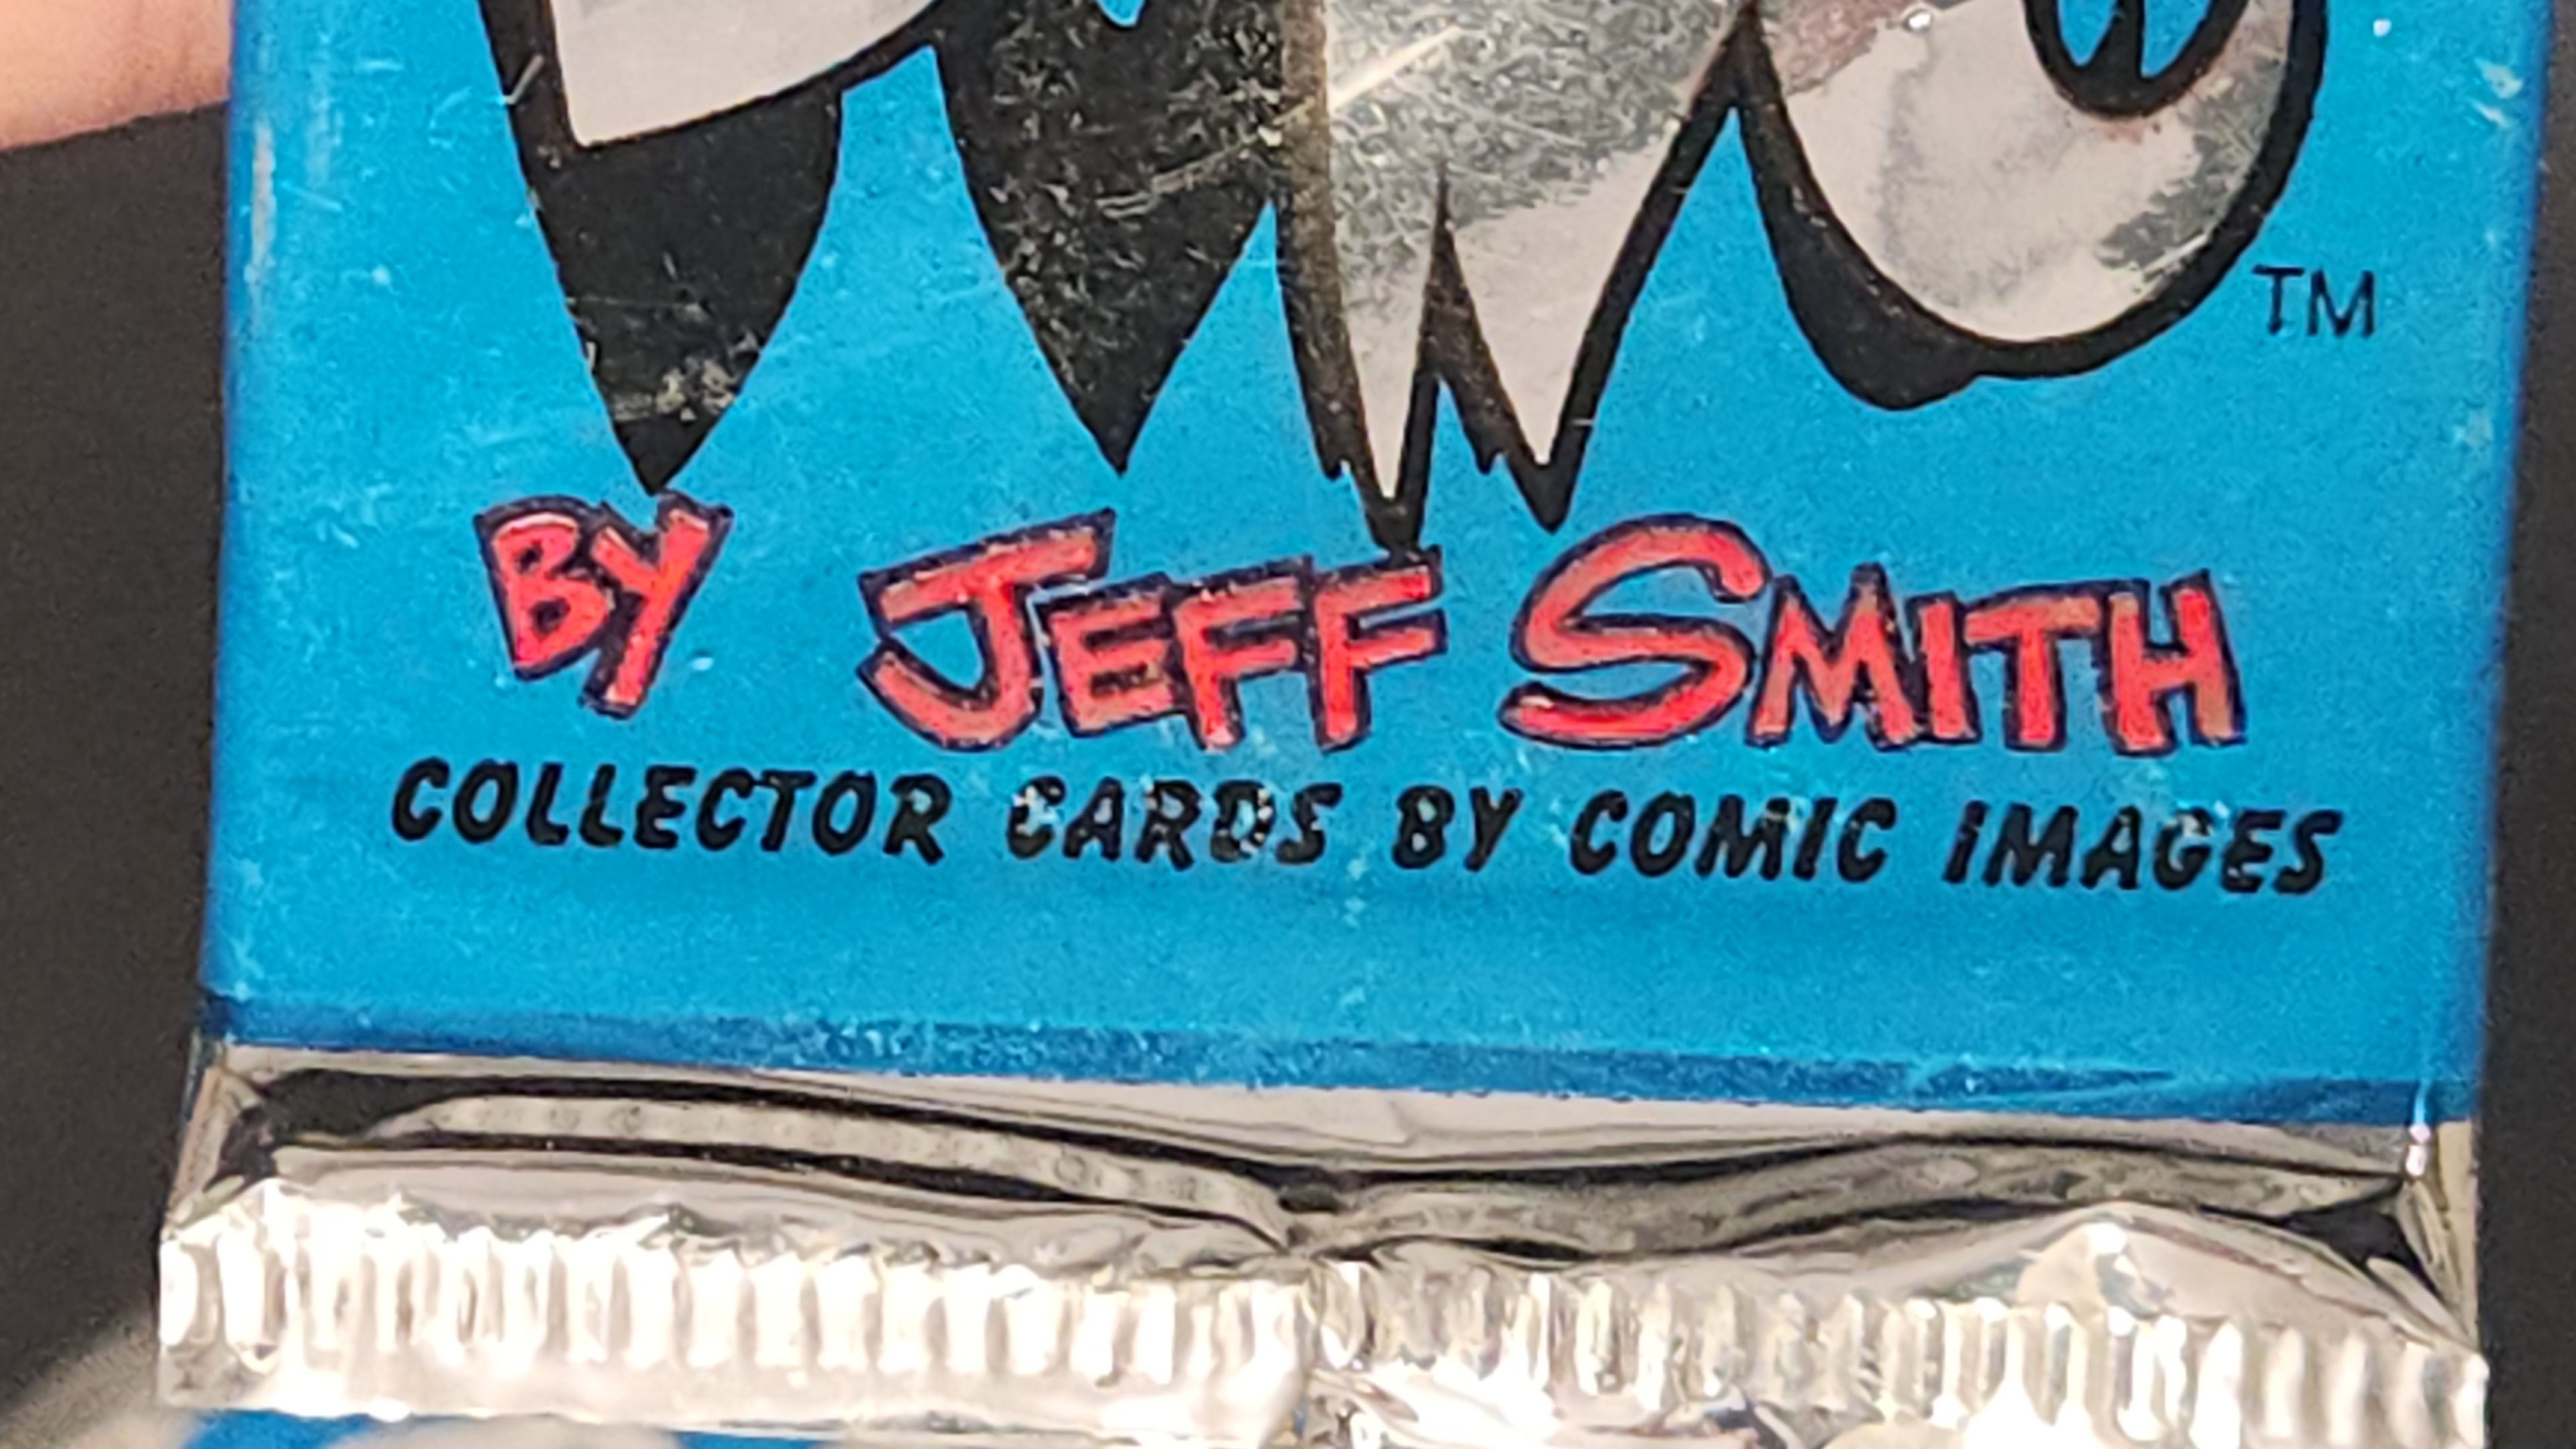 TM
BY JEFF SMITH
COLLECTOR CARDS BY COMIC IMAGES